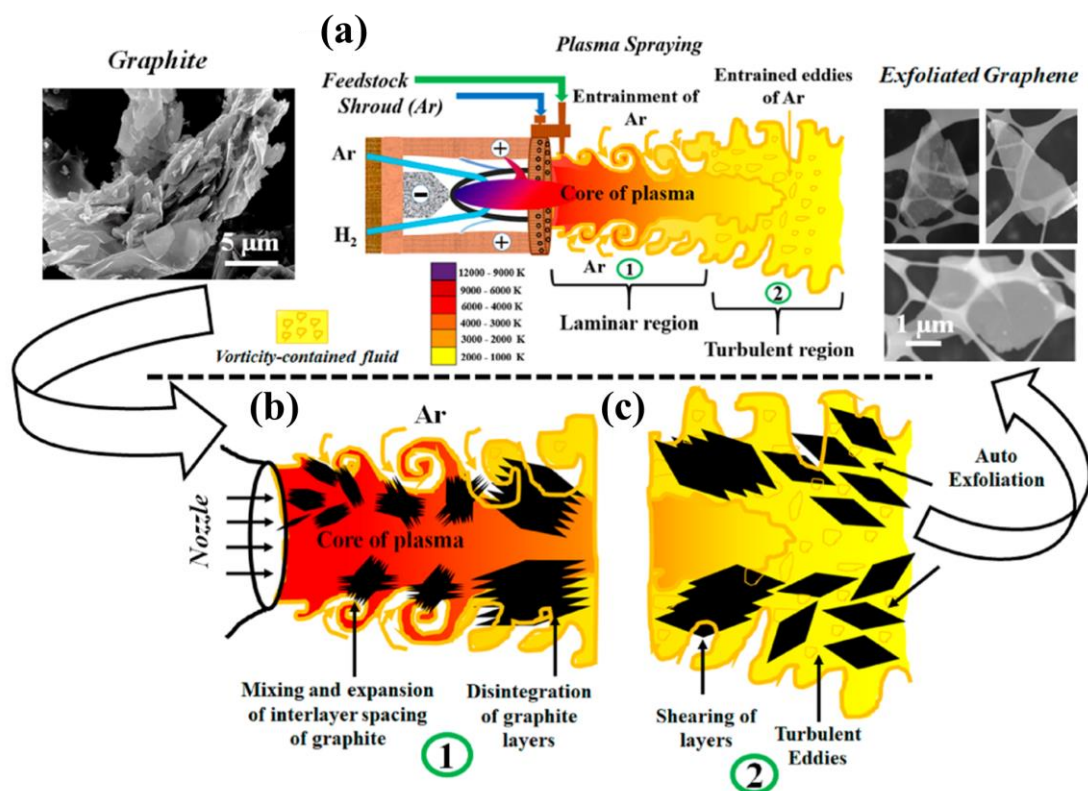 (a)
Graphite
5 μm
Plasma Spraying
Feedstock
Shroud (Ar)
Entrainment of
Ar
Entrained eddies
of Ar
Exfoliated Graphene
1 μm
Ar
H2
+
-
+
Core of plasma
Ar
1
2
Laminar region
Turbulent region
12000 - 9000 K
9000 - 6000 K
6000 - 4000 K
4000 - 3000 K
3000 - 2000 K
2000 - 1000 K
Vorticity-contained fluid
(b)
Ar
Nozzle
Core of plasma
Mixing and expansion
of interlayer spacing
of graphite
Disintegration
of graphite
layers
1
(c)
Auto
Exfoliation
Shearing of
layers
Turbulent
Eddies
2